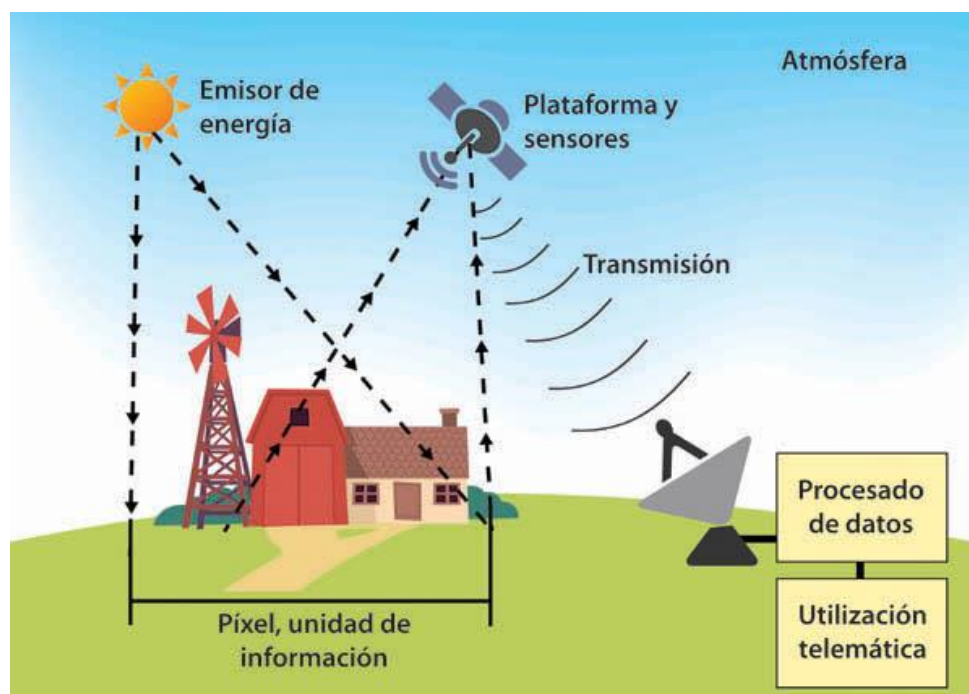 Atmósfera
Emisor de
energía
Plataforma y
sensores
Transmisión
Procesado
de datos
Píxel, unidad de
información
Utilización
telemática